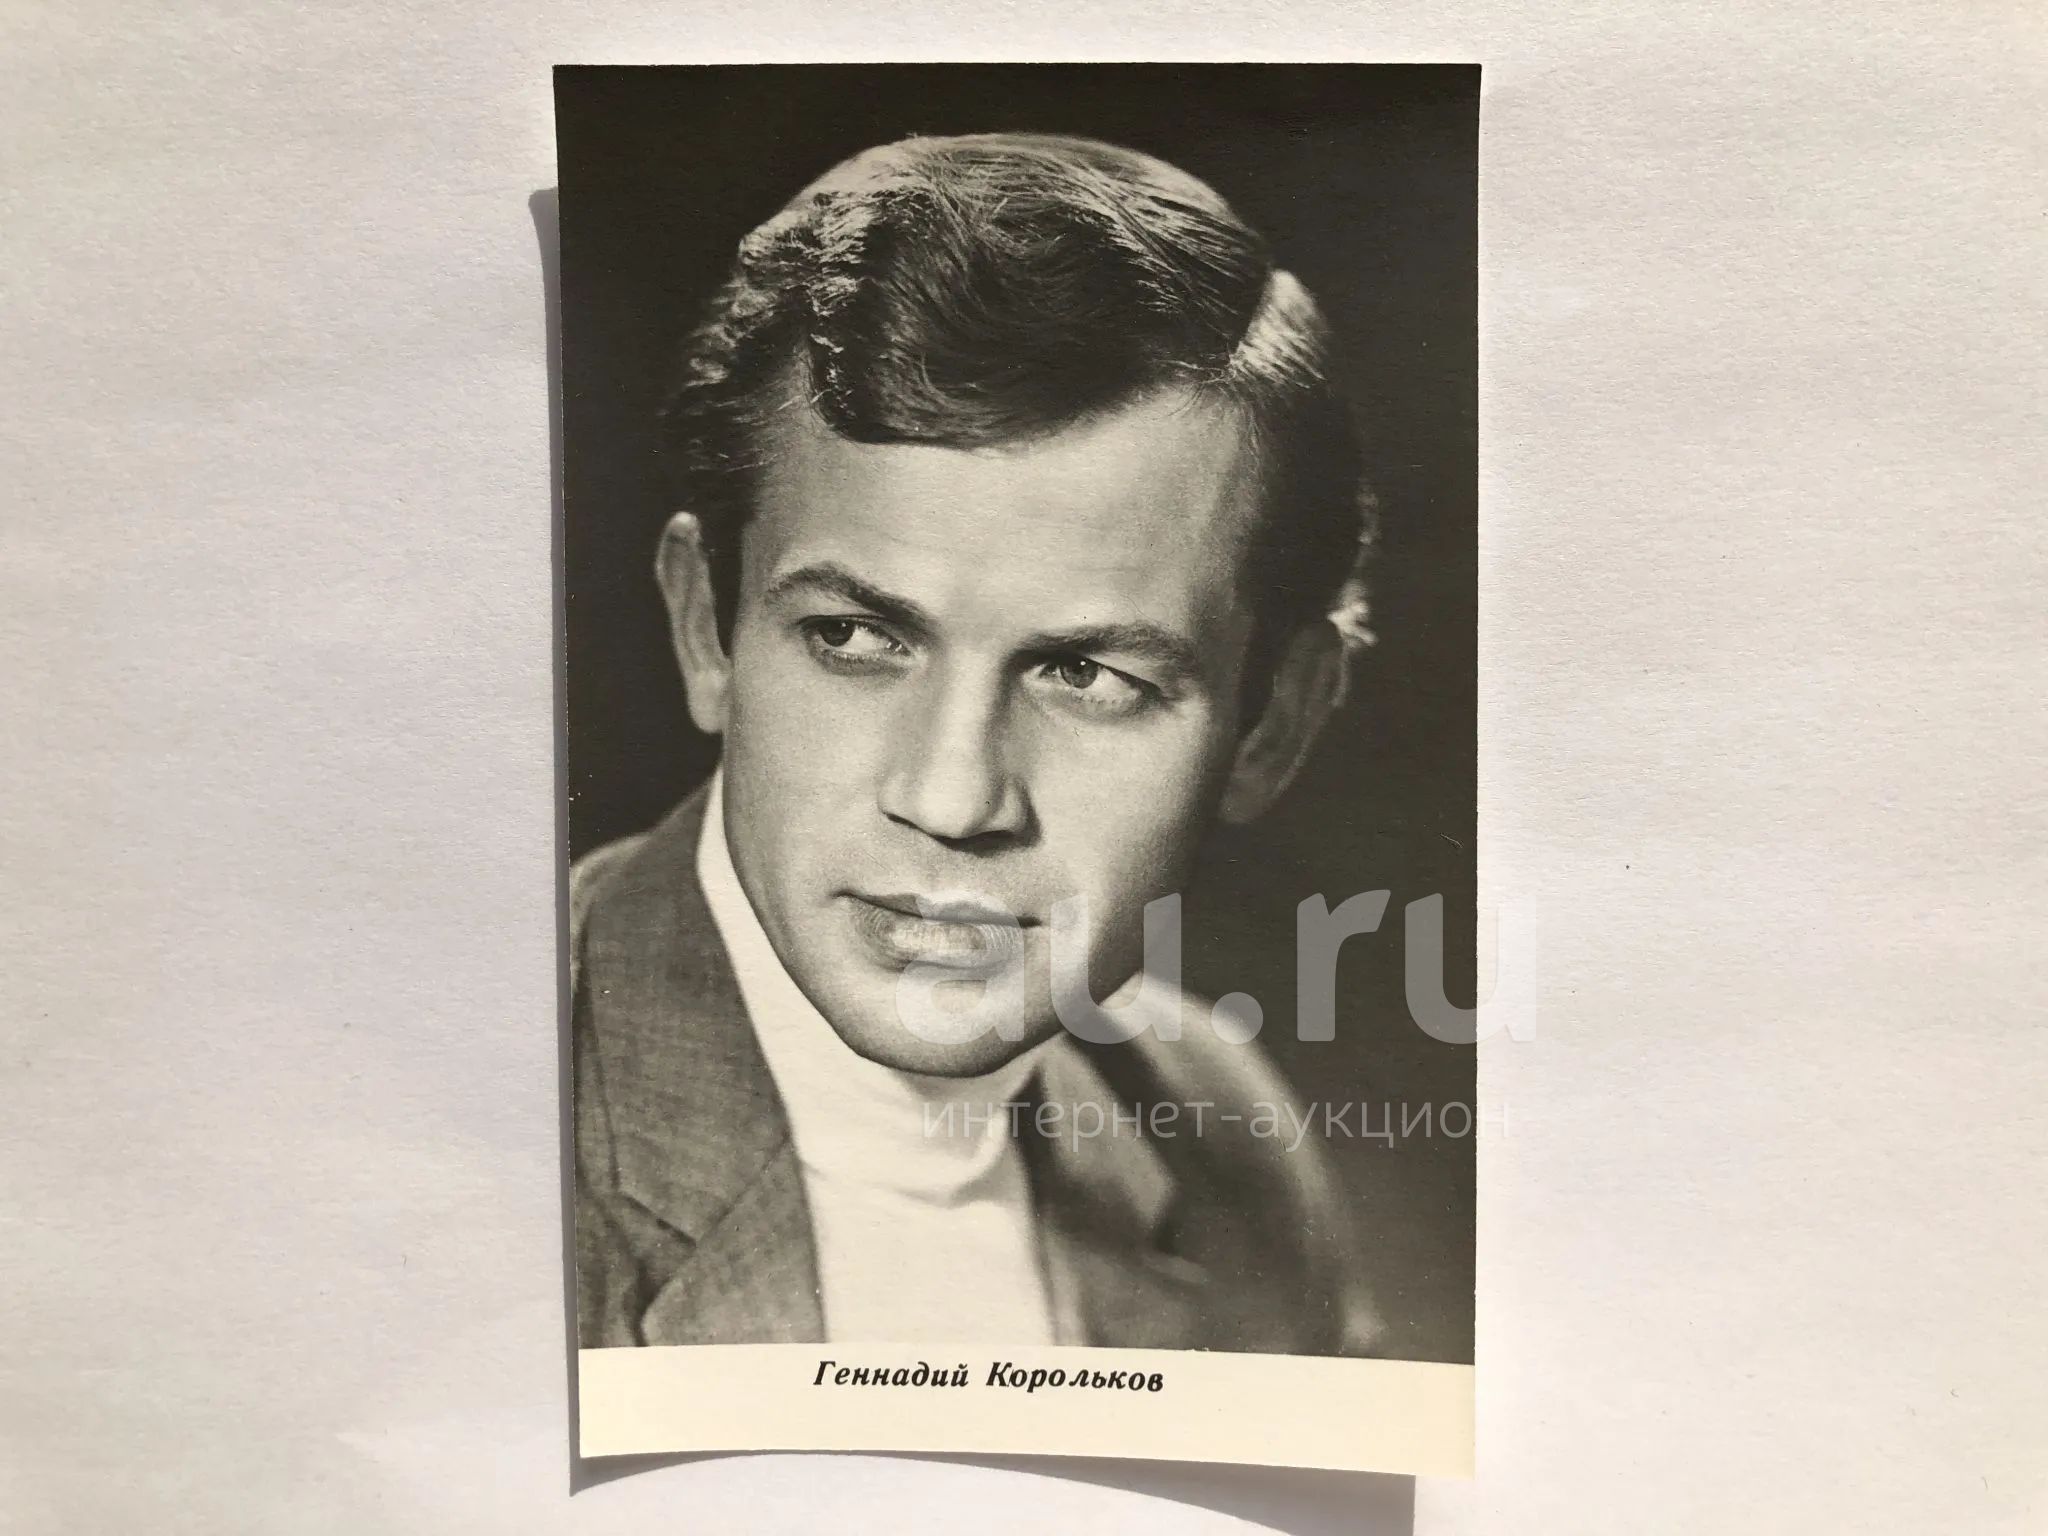 au.ru
интернет-аукцион
Геннадий Корольков